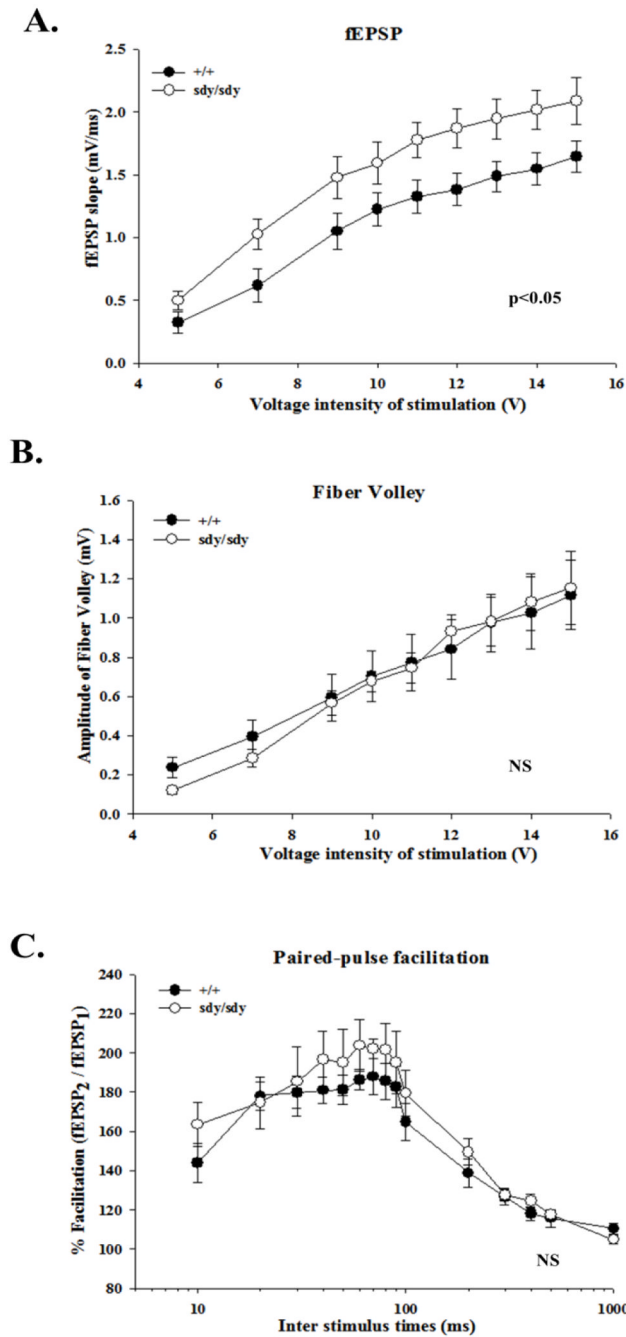 A.
fEPSP
+/+
sdy/sdy
fEPSP slope (mV/ms)
2.5
2.0
1.5
1.0
0.5
0.0
p<0.05
4 6 8 10 12 14 16
Voltage intensity of stimulation (V)
B.
Fiber Volley
+/+
sdy/sdy
Amplitude of Fiber Volley (mV)
1.6
1.4
1.2
1.0
0.8
0.6
0.4
0.2
0.0
NS
4 6 8 10 12 14 16
Voltage intensity of stimulation (V)
C.
Paired-pulse facilitation
+/+
sdy/sdy
% Facilitation (fEPSP2 / fEPSP1)
240
220
200
180
160
140
120
100
80
NS
10 100 1000
Inter stimulus times (ms)